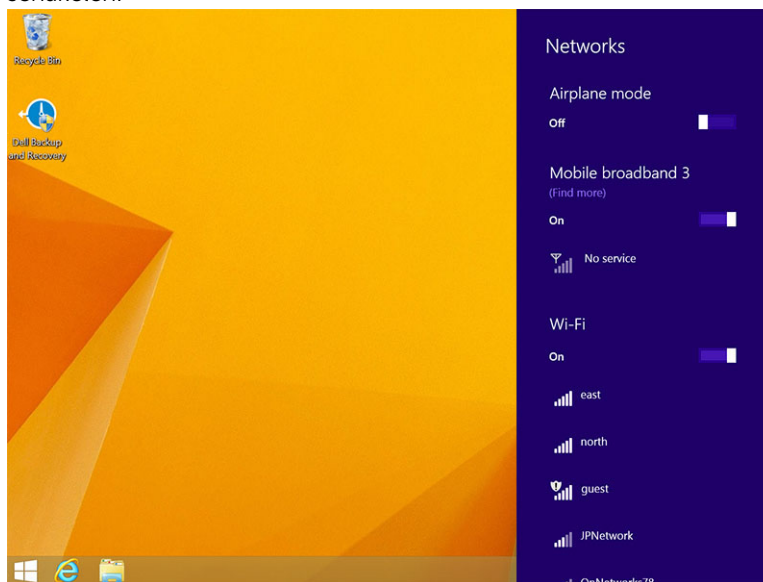 Recycle Bin
Dell Backup
and Recovery
Networks
Airplane mode
Off
Mobile broadband 3
(Find more)
On
No service
Wi-Fi
On
east
north
guest
JPNetwork